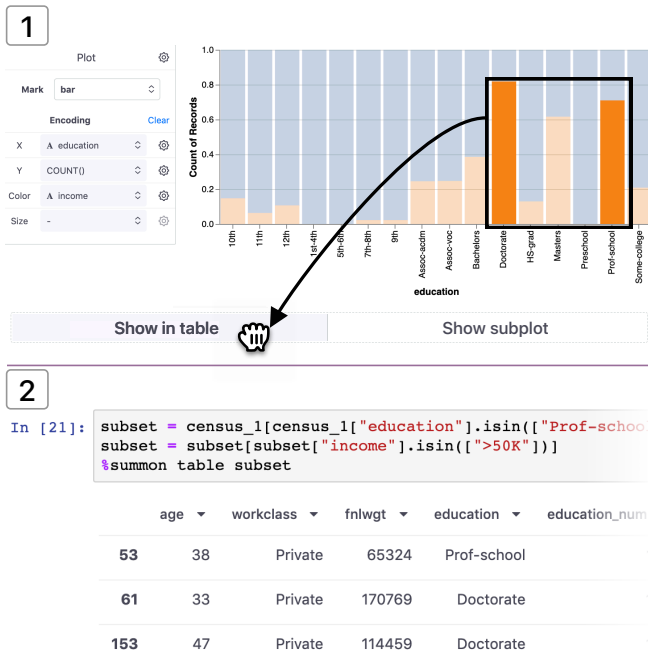 1
Plot
Mark bar
Encoding Clear
X A education
Y COUNT()
Color A income
Size -
Count of Records
1.0
0.8
0.6
0.4
0.2
0.0
10th
11th
12th
1st-4th
5th-6th
7th-8th
9th
Assoc-acdm
Assoc-voc
Bachelors
Doctorate
HS-grad
Masters
Preschool
Prof-school
Some-college
education
Show in table Show subplot
2
In [21]: subset = census_1[census_1["education"].isin(["Prof-schoo
subset = subset[subset["income"].isin([">50K"])]
%summon table subset
age workclass fnlwgt education education_num
53 38 Private 65324 Prof-school
61 33 Private 170769 Doctorate
153 47 Private 114459 Doctorate